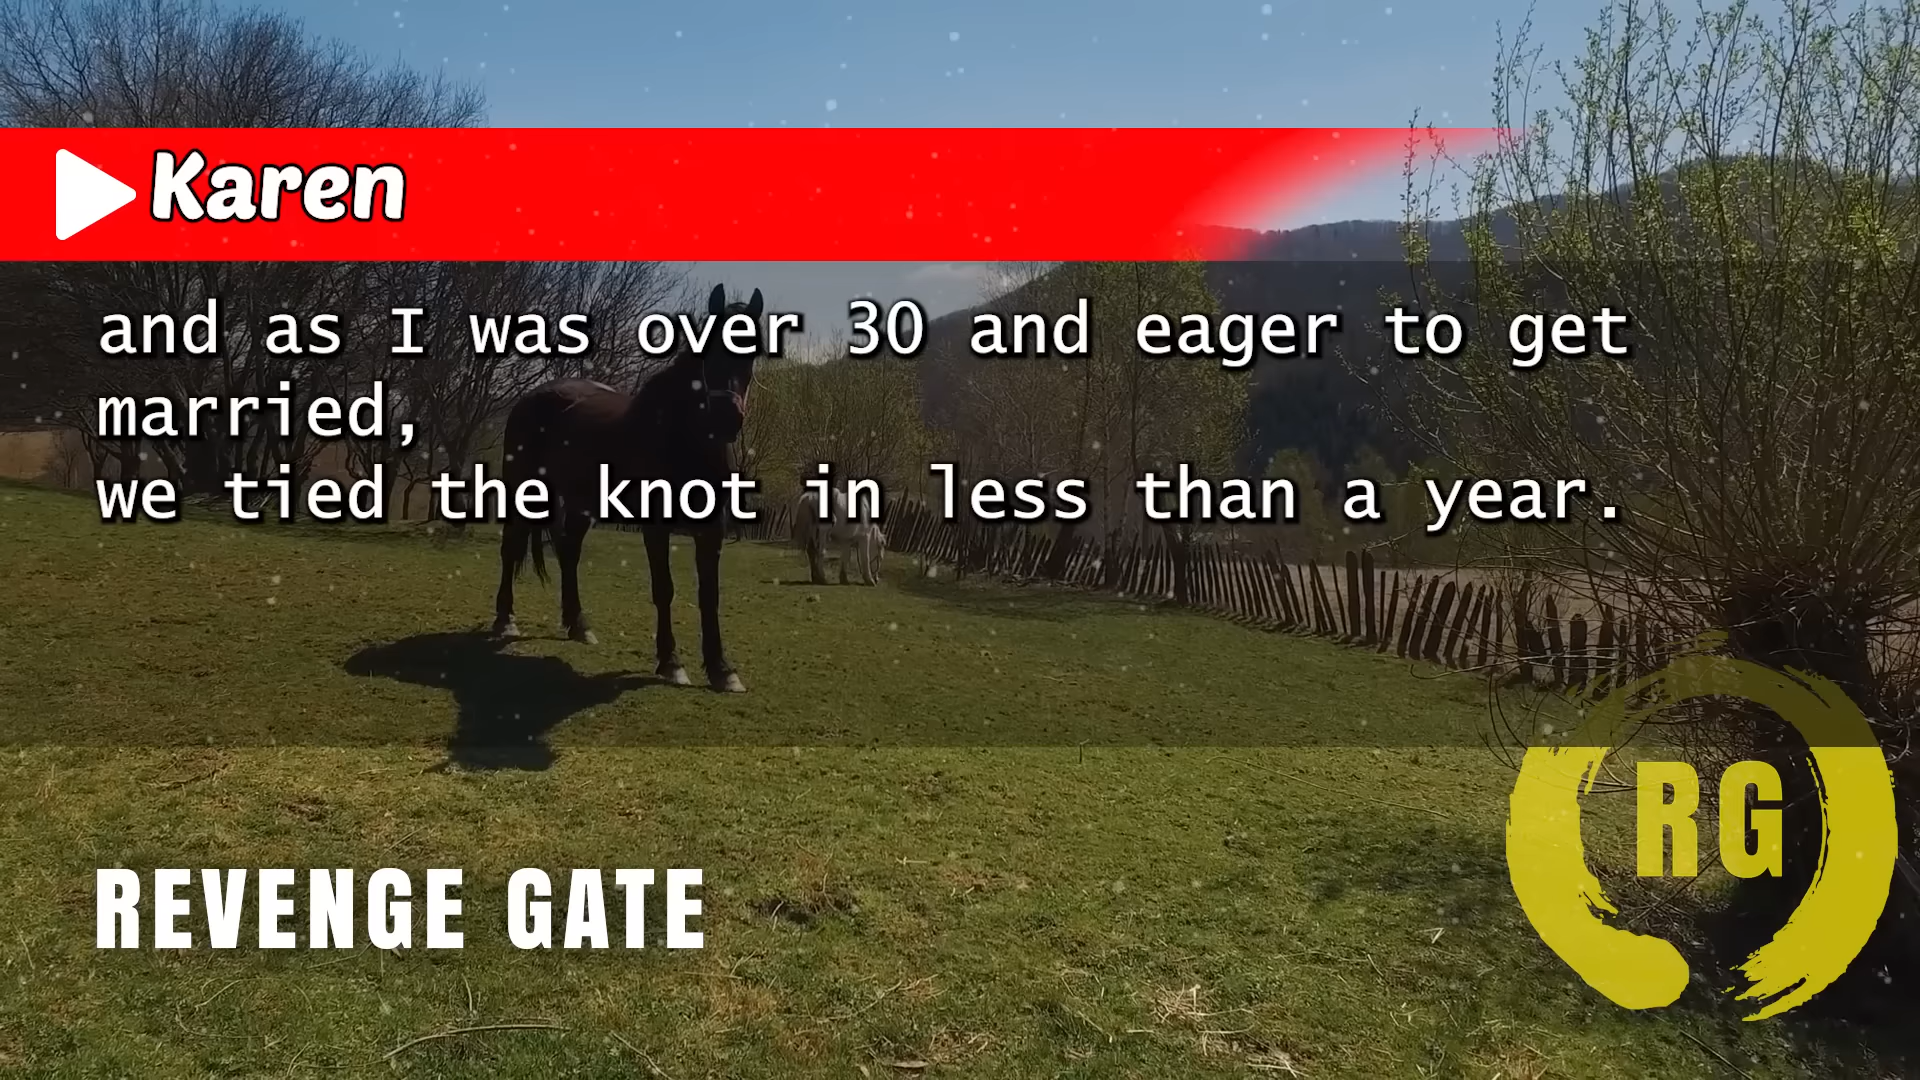 Karen
and as I was over 30 and eager to get
married,
we tied the knot in less than a year.
REVENGE GATE
RG